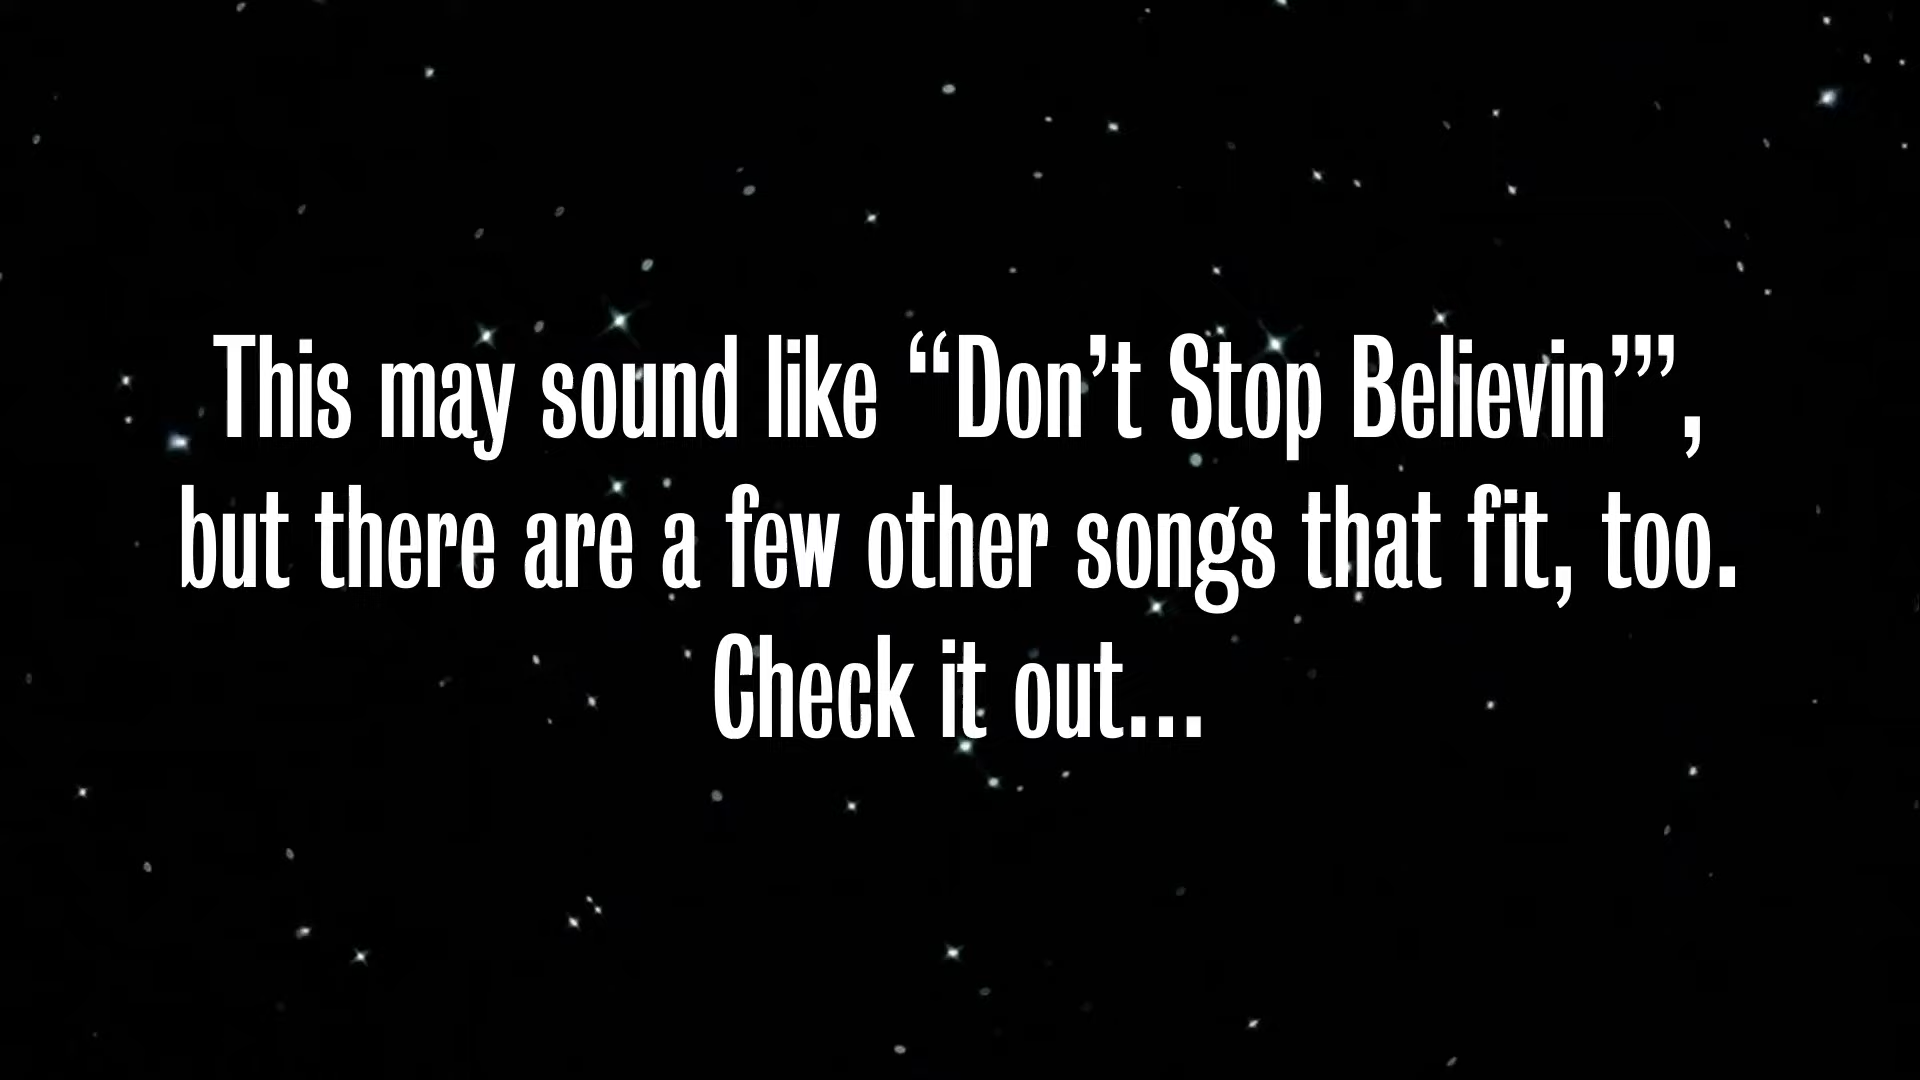 This may sound like “Don’t Stop Believin’”,
but there are a few other songs that fit, too.
Check it out...